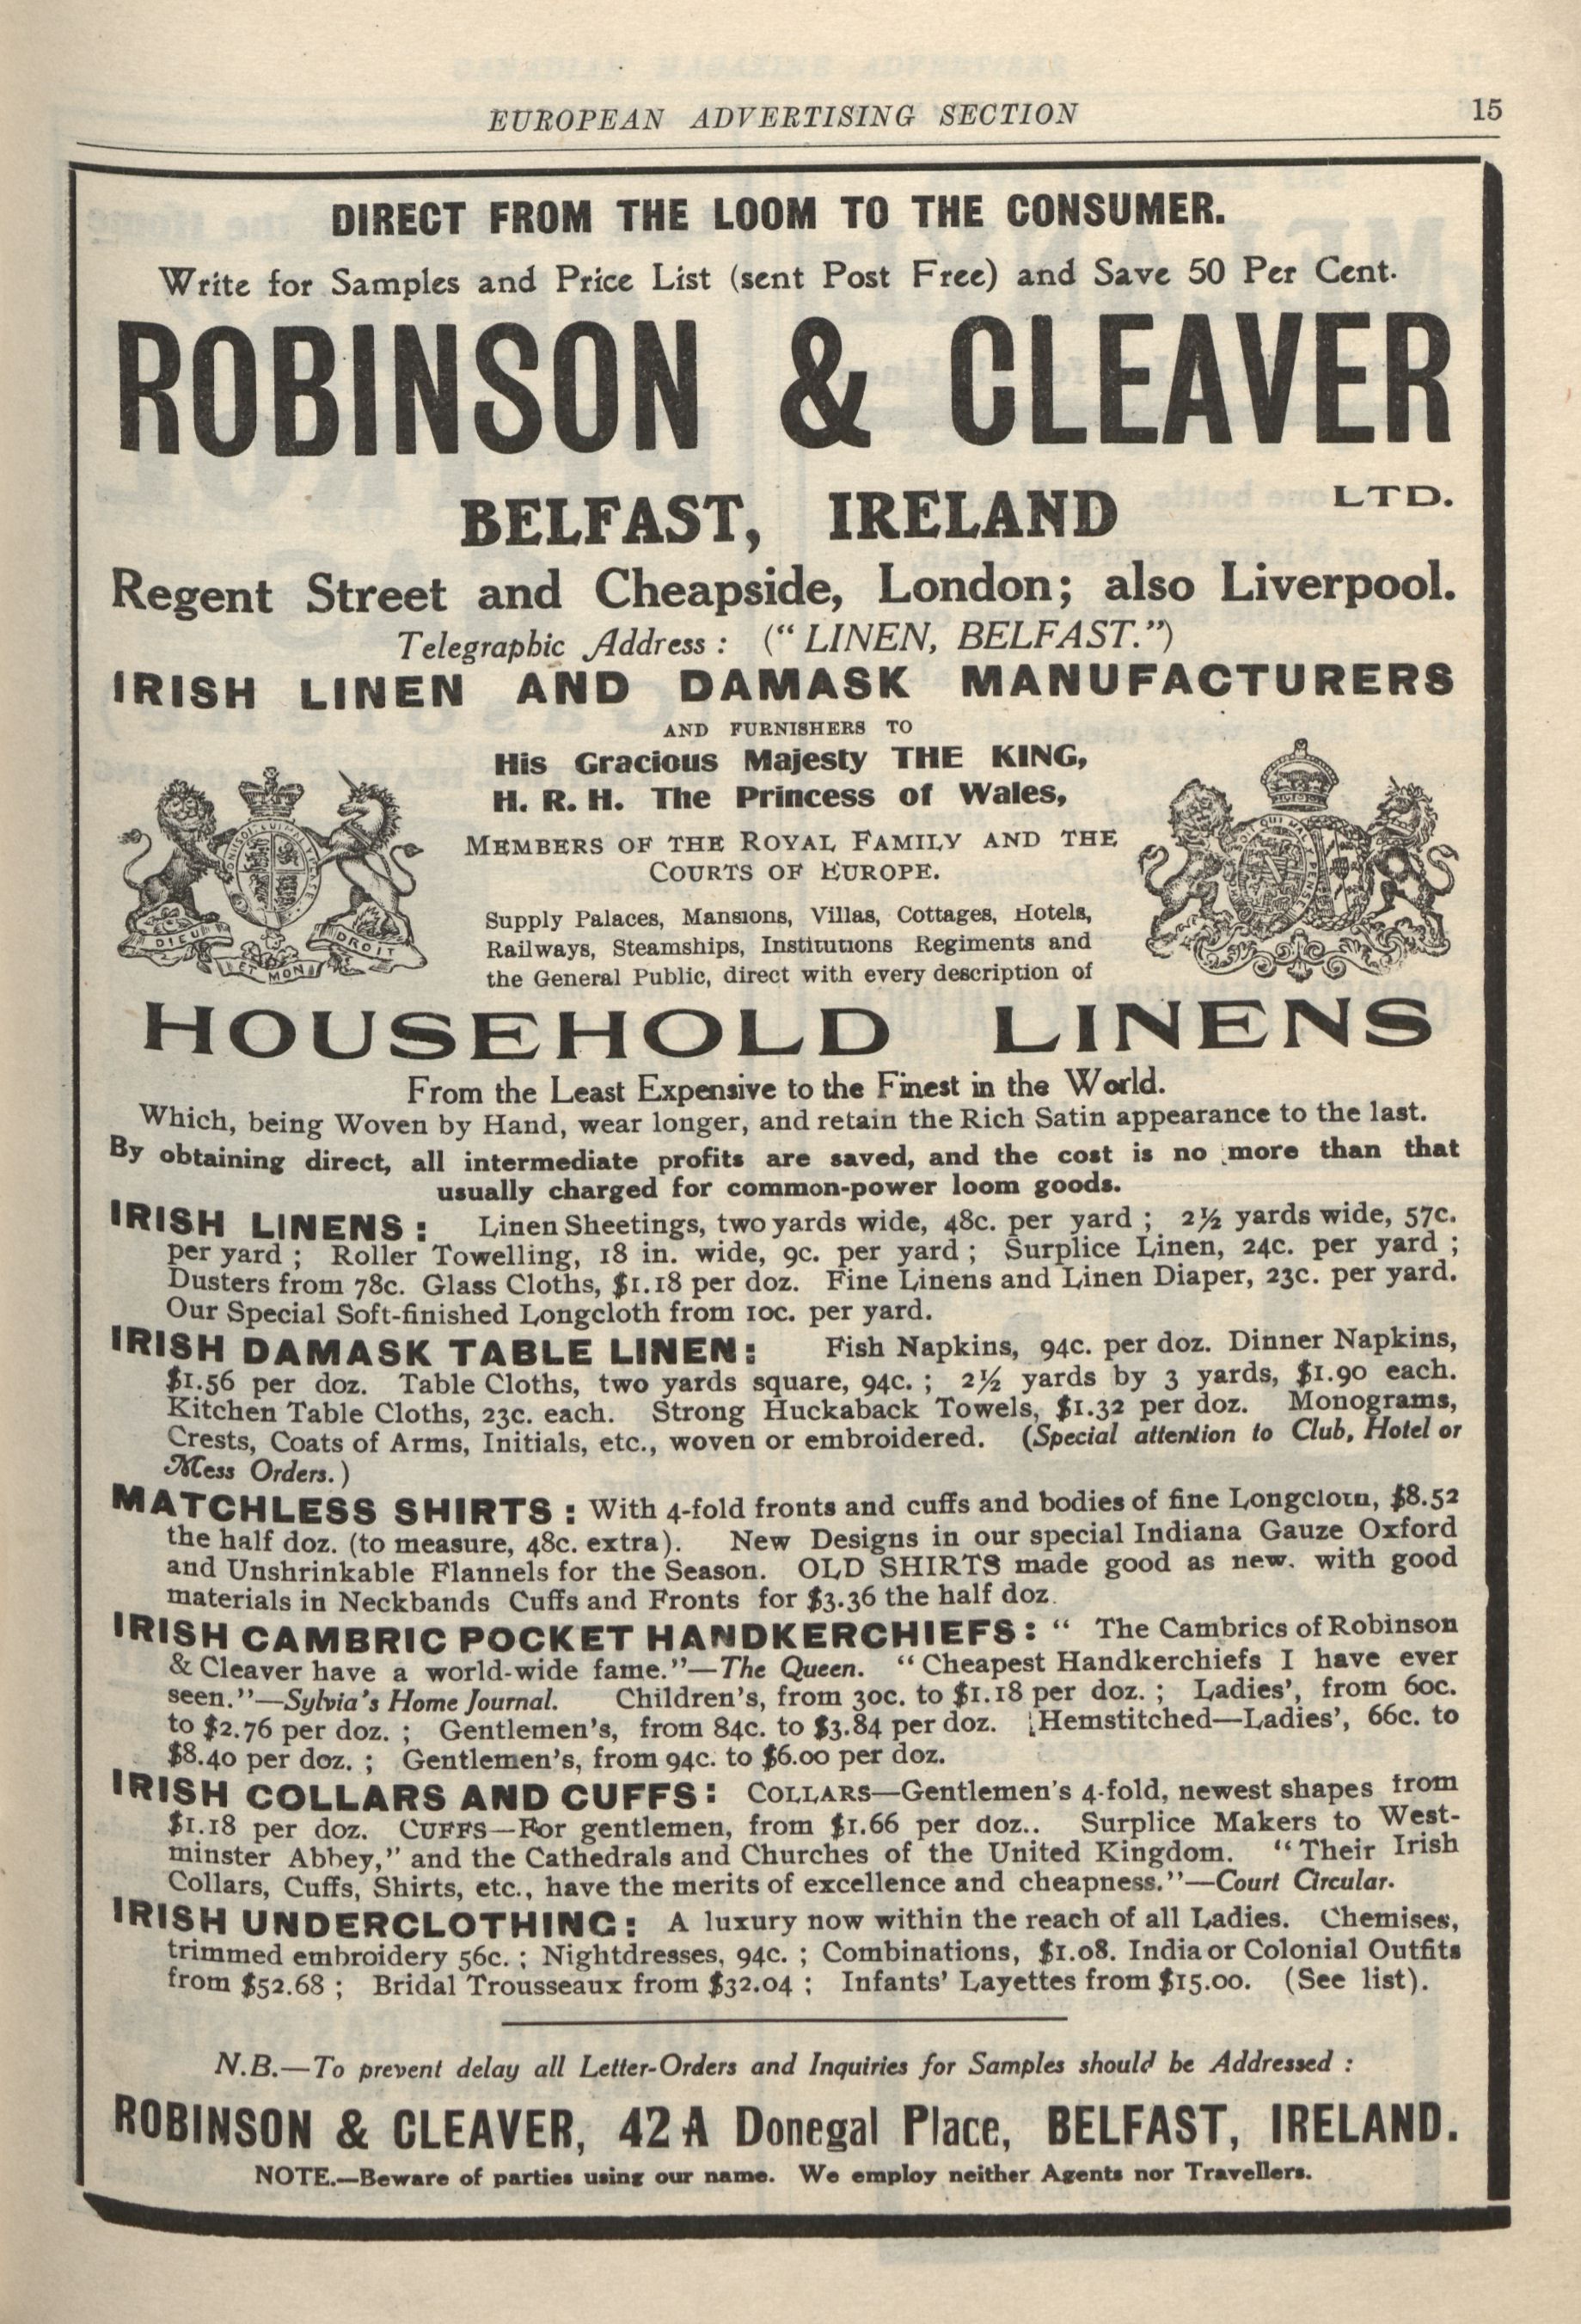 EUROPEAN ADVERTISING SECTION 15
DIRECT FROM THE LOOM TO THE CONSUMER.
Write for Samples and Price List (sent Post Free) and Save 50 Per Cent.
ROBINSON & CLEAVER
LTD.
BELFAST, IRELAND
Regent Street and Cheapside, London; also Liverpool.
Telegraphic Address: ("LINEN, BELFAST.")
IRISH LINEN AND DAMASK MANUFACTURERS
AND FURNISHERS TO
His Gracious Majesty THE KING,
H. R. H. The Princess of Wales,
MEMBERS OF THE ROYAL FAMILY AND THE
COURTS OF EUROPE.
DIEU ET MON DROIT
Supply Palaces, Mansions, Villas, Cottages, Hotels,
Railways, Steamships, Institutions Regiments and
the General Public, direct with every description of
HOUSEHOLD LINENS
From the Least Expensive to the Finest in the World.
Which, being Woven by Hand, wear longer, and retain the Rich Satin appearance to the last.
By obtaining direct, all intermediate profits are saved, and the cost is no more than that
usually charged for common-power loom goods.
IRISH LINENS: Linen Sheetings, two yards wide, 48c. per yard; 2½ yards wide, 57c.
per yard; Roller Towelling, 18 in. wide, 9c. per yard; Surplice Linen, 24c. per yard;
Dusters from 78c. Glass Cloths, $1.18 per doz. Fine Linens and Linen Diaper, 23c. per yard.
Our Special Soft-finished Longcloth from 10c. per yard.
IRISH DAMASK TABLE LINEN: Fish Napkins, 94c. per doz. Dinner Napkins,
$1.56 per doz. Table Cloths, two yards square, 94c.; 2½ yards by 3 yards, $1.90 each.
Kitchen Table Cloths, 23c. each. Strong Huckaback Towels, $1.32 per doz. Monograms,
Crests, Coats of Arms, Initials, etc., woven or embroidered. (Special attention to Club, Hotel or
Mess Orders.)
MATCHLESS SHIRTS: With 4-fold fronts and cuffs and bodies of fine Longcloth, $8.52
the half doz. (to measure, 48c. extra). New Designs in our special Indiana Gauze Oxford
and Unshrinkable Flannels for the Season. OLD SHIRTS made good as new. with good
materials in Neckbands Cuffs and Fronts for $3.36 the half doz.
IRISH CAMBRIC POCKET HANDKERCHIEFS: "The Cambrics of Robinson
& Cleaver have a world-wide fame."—The Queen. "Cheapest Handkerchiefs I have ever
seen."—Sylvia's Home Journal. Children's, from 30c. to $1.18 per doz.; Ladies', from 60c.
to $2.76 per doz.; Gentlemen's, from 84c. to $3.84 per doz. Hemstitched—Ladies', 66c. to
$8.40 per doz.; Gentlemen's, from 94c. to $6.00 per doz.
IRISH COLLARS AND CUFFS: COLLARS—Gentlemen's 4-fold, newest shapes from
$1.18 per doz. CUFFS—For gentlemen, from $1.66 per doz.. Surplice Makers to West-
minster Abbey," and the Cathedrals and Churches of the United Kingdom. "Their Irish
Collars, Cuffs, Shirts, etc., have the merits of excellence and cheapness."—Court Circular.
IRISH UNDERCLOTHING: A luxury now within the reach of all Ladies. Chemises,
trimmed embroidery 56c.; Nightdresses, 94c.; Combinations, $1.08. India or Colonial Outfits
from $52.68; Bridal Trousseaux from $32.04; Infants' Layettes from $15.00. (See list).
N.B.—To prevent delay all Letter-Orders and Inquiries for Samples should be Addressed:
ROBINSON & CLEAVER, 42 A Donegal Place, BELFAST, IRELAND.
NOTE.—Beware of parties using our name. We employ neither Agents nor Travellers.